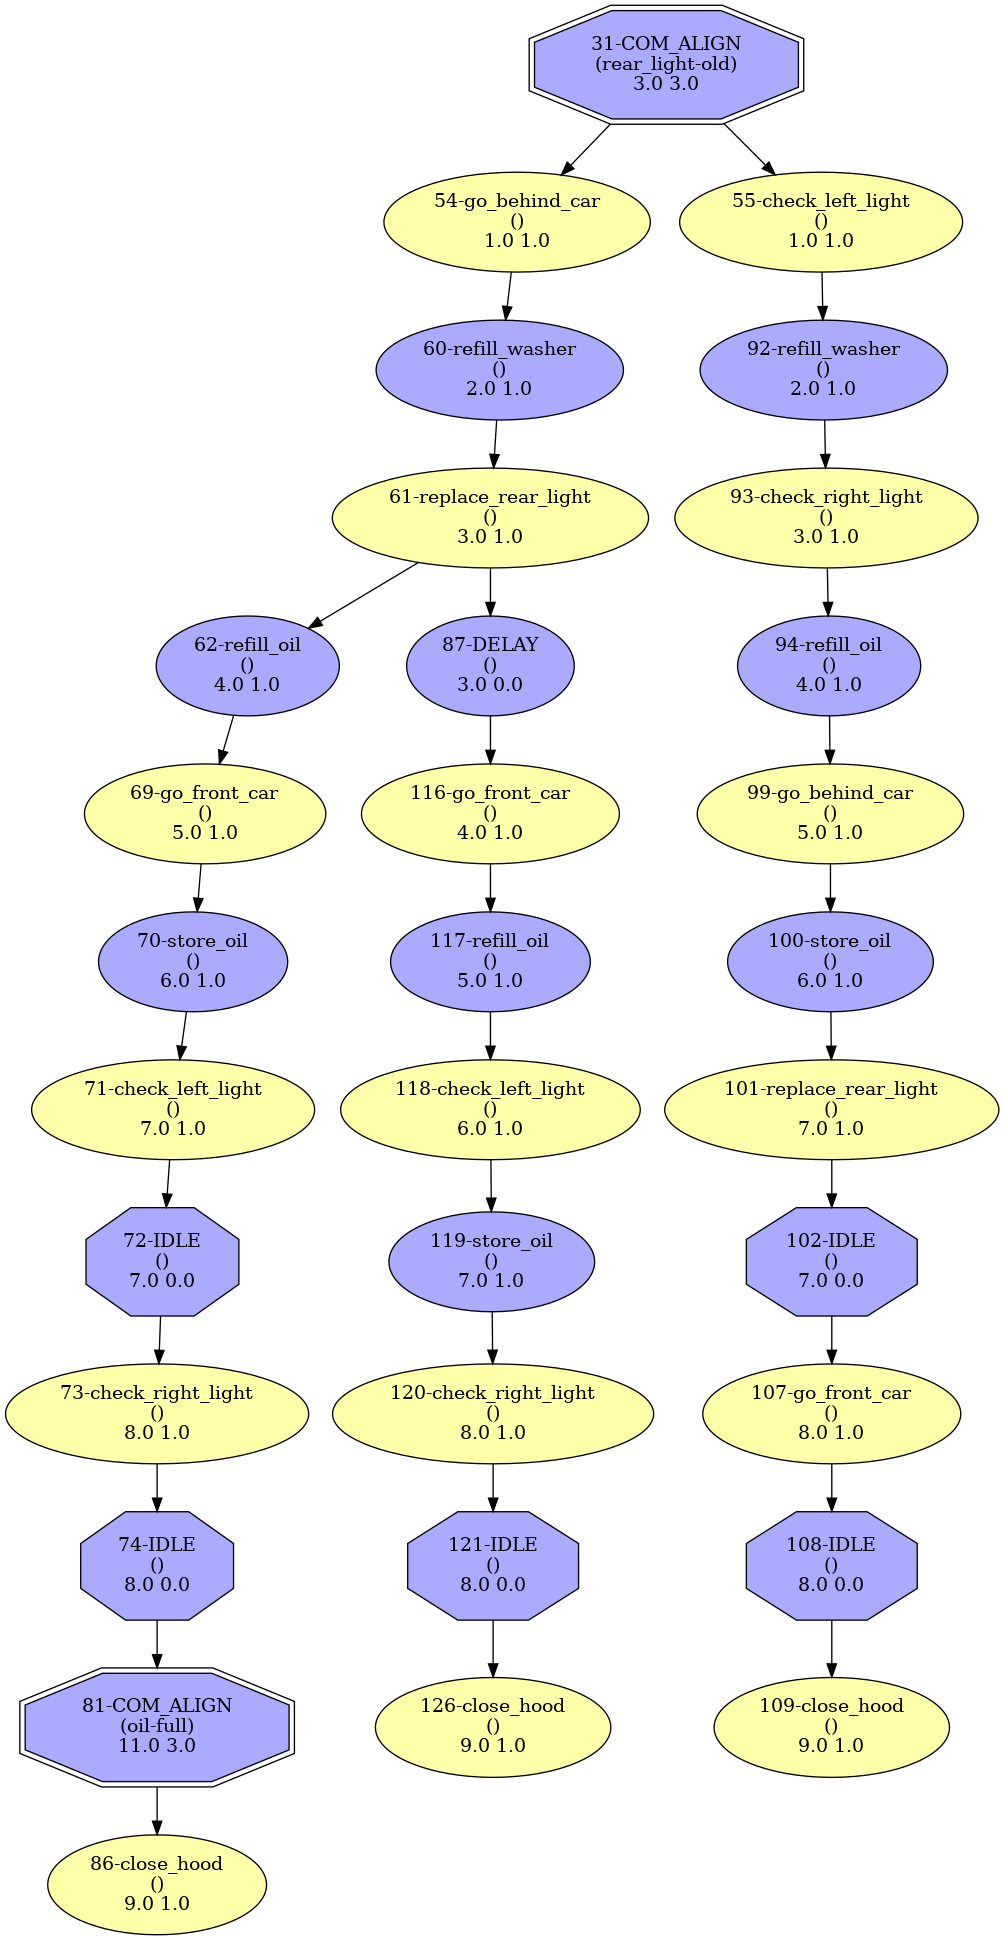 31-COM_ALIGN
(rear_light-old)
3.0 3.0
54-go_behind_car
()
1.0 1.0
55-check_left_light
()
1.0 1.0
60-refill_washer
()
2.0 1.0
92-refill_washer
()
2.0 1.0
61-replace_rear_light
()
3.0 1.0
93-check_right_light
()
3.0 1.0
62-refill_oil
()
4.0 1.0
87-DELAY
()
3.0 0.0
94-refill_oil
()
4.0 1.0
69-go_front_car
()
5.0 1.0
116-go_front_car
()
4.0 1.0
99-go_behind_car
()
5.0 1.0
70-store_oil
()
6.0 1.0
117-refill_oil
()
5.0 1.0
100-store_oil
()
6.0 1.0
71-check_left_light
()
7.0 1.0
118-check_left_light
()
6.0 1.0
101-replace_rear_light
()
7.0 1.0
72-IDLE
()
7.0 0.0
119-store_oil
()
7.0 1.0
102-IDLE
()
7.0 0.0
73-check_right_light
()
8.0 1.0
120-check_right_light
()
8.0 1.0
107-go_front_car
()
8.0 1.0
74-IDLE
()
8.0 0.0
121-IDLE
()
8.0 0.0
108-IDLE
()
8.0 0.0
81-COM_ALIGN
(oil-full)
11.0 3.0
126-close_hood
()
9.0 1.0
109-close_hood
()
9.0 1.0
86-close_hood
()
9.0 1.0